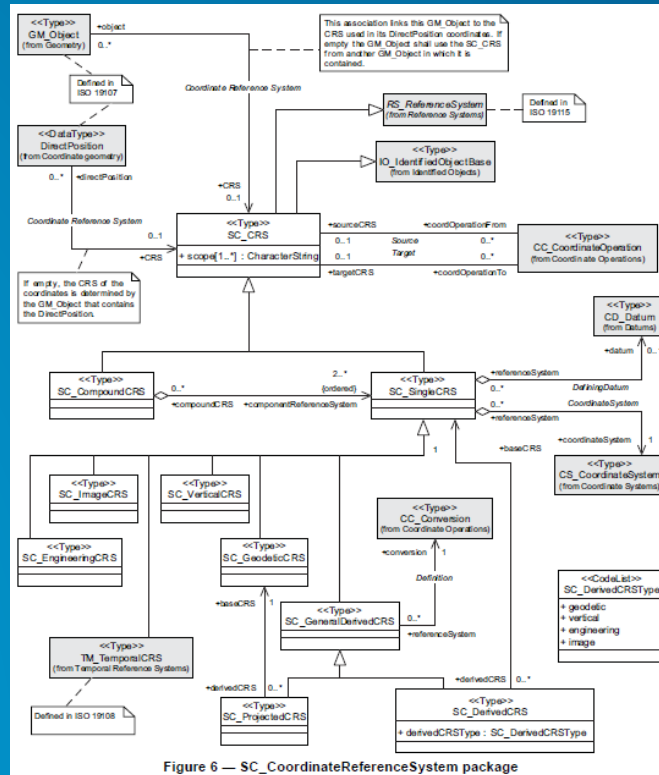 <<Type>>
GM_Object
(from Geometry)
+object
0..*
This association links this GM_Object to the
CRS used in its DirectPosition coordinates. If
empty the GM_Object shall use the SC_CRS
from another GM_Object in which it is
contained.
Defined in
ISO 19107
Coordinate Reference System
<<DataType>>
DirectPosition
(from Coordinate geometry)
RS_ReferenceSystem
(from Reference Systems)
Defined in
ISO 19115
<<Type>>
IO_IdentifiedObjectBase
(from Identified Objects)
0..*
+directPosition
+CRS
0..1
Coordinate Reference System
0..1
+CRS
<<Type>>
SC_CRS
+ scope[1..*] : CharacterString
+sourceCRS
+coordOperationFrom
0..1
Source
0..*
0..1
Target
0..*
+targetCRS
+coordOperationTo
<<Type>>
CC_CoordinateOperation
(from Coordinate Operations)
If empty, the CRS of the
coordinates is determined by
the GM_Object that contains
the DirectPosition.
<<Type>>
CD_Datum
(from Datums)
+datum
<<Type>>
SC_CompoundCRS
0..*
+compoundCRS
2..*
{ordered}
+componentReferenceSystem
<<Type>>
SC_SingleCRS
+referenceSystem
0..*
DefiningDatum
0..*
CoordinateSystem
+referenceSystem
1
+coordinateSystem
1
+baseCRS
<<Type>>
CS_CoordinateSystem
(from Coordinate Systems)
<<Type>>
SC_ImageCRS
<<Type>>
SC_VerticalCRS
<<Type>>
CC_Conversion
(from Coordinate Operations)
<<Type>>
SC_EngineeringCRS
<<Type>>
SC_GeodeticCRS
+conversion
1
Definition
+baseCRS
1
<<Type>>
SC_GeneralDerivedCRS
0..*
+referenceSystem
<<CodeList>>
SC_DerivedCRSType
+ geodetic
+ vertical
+ engineering
+ image
<<Type>>
TM_TemporalCRS
(from Temporal Reference Systems)
Defined in ISO 19108
+derivedCRS
0..*
<<Type>>
SC_ProjectedCRS
+derivedCRS
0..*
<<Type>>
SC_DerivedCRS
+ derivedCRSType : SC_DerivedCRSType
Figure 6 — SC_CoordinateReferenceSystem package